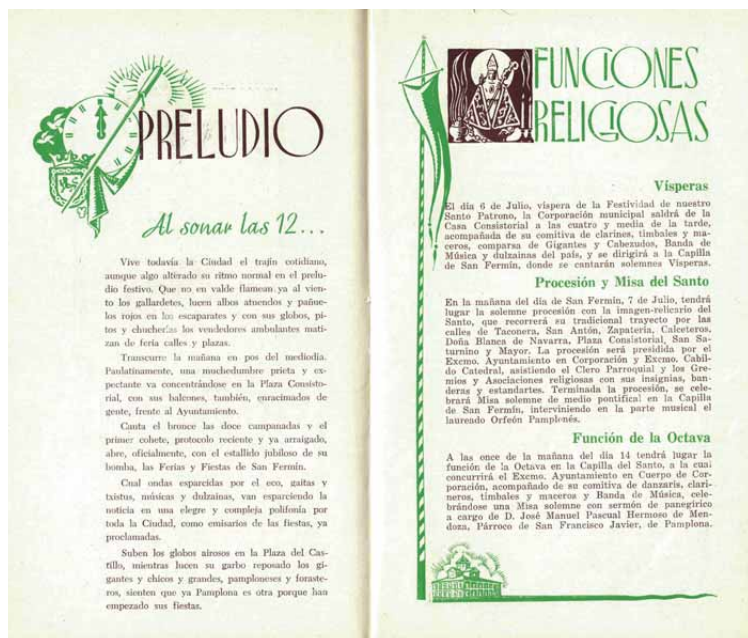 PRELUDIO
Al sonar las 12...
Vive todavía la Ciudad el trajín cotidiano,
aunque algo alterado su ritmo normal en el prelu-
dio festivo. Que no en valde flamean ya al vien-
to los gallardetes, lucen albos atuendos y pañue-
los rojos en los escaparates y con sus globos, pi-
tos y chucherías los vendedores ambulantes mati-
zan de feria calles y plazas.
Transcurre la mañana en pos del mediodía.
Paulatinamente, una muchedumbre prieta y ex-
pectante va concentrándose en la Plaza Consisto-
rial, con sus balcones, también, enracimados de
gente, frente al Ayuntamiento.
Canta el bronce las doce campanadas y el
primer cohete, protocolo reciente y ya arraigado,
abre, oficialmente, con el estallido jubiloso de su
bomba, las Ferias y Fiestas de San Fermín.
Cual ondas esparcidas por el eco, gaitas y
txistus, músicas y dulzainas, van esparciendo la
noticia en una elegre y compleja polifonía por
toda la Ciudad, como emisarios de las fiestas, ya
proclamadas.
Suben los globos airosos en la Plaza del Cas-
tillo, mientras lucen su garbo reposado los gi-
gantes y chicos y grandes, pamploneses y foraste-
ros, sienten que ya Pamplona es otra porque han
empezado sus fiestas.
FUNCIONES
RELIGIOSAS
Vísperas
El día 6 de Julio, víspera de la Festividad de nuestro
Santo Patrono, la Corporación municipal saldrá de la
Casa Consistorial a las cuatro y media de la tarde,
acompañada de su comitiva de clarines, timbales y ma-
ceros, comparsa de Gigantes y Cabezudos, Banda de
Música y dulzainas del país, y se dirigirá a la Capilla
de San Fermín, donde se cantarán solemnes Vísperas.
Procesión y Misa del Santo
En la mañana del día de San Fermín, 7 de Julio, tendrá
lugar la solemne procesión con la imagen-relicario del
Santo, que recorrerá su tradicional trayecto por las
calles de Taconera, San Antón, Zapatería, Calceteros,
Doña Blanca de Navarra, Plaza Consistorial, San Sa-
turnino y Mayor. La procesión será presidida por el
Excmo. Ayuntamiento en Corporación y Excmo. Cabil-
do Catedral, asistiendo el Clero Parroquial y los Gre-
mios y Asociaciones religiosas con sus insignias, ban-
deras y estandartes. Terminada la procesión, se cele-
brará Misa solemne de medio pontifical en la Capilla
de San Fermín, interviniendo en la parte musical el
laureado Orfeón Pamplonés.
Función de la Octava
A las once de la mañana del día 14 tendrá lugar la
función de la Octava en la Capilla del Santo, a la cual
concurrirá el Excmo. Ayuntamiento en Cuerpo de Cor-
poración, acompañado de su comitiva de danzaris, clari-
neros, timbales y maceros y Banda de Música, cele-
brándose una Misa solemne con sermón de panegírico
a cargo de D. José Manuel Pascual Hermoso de Men-
doza, Párroco de San Francisco Javier, de Pamplona.